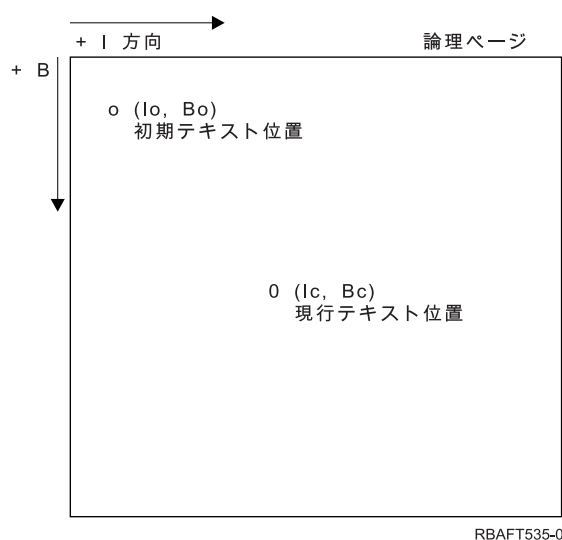 + I 方向
論理ページ
+ B
o (Io, Bo)
初期テキスト位置
0 (Ic, Bc)
現行テキスト位置
RBAFT535-0